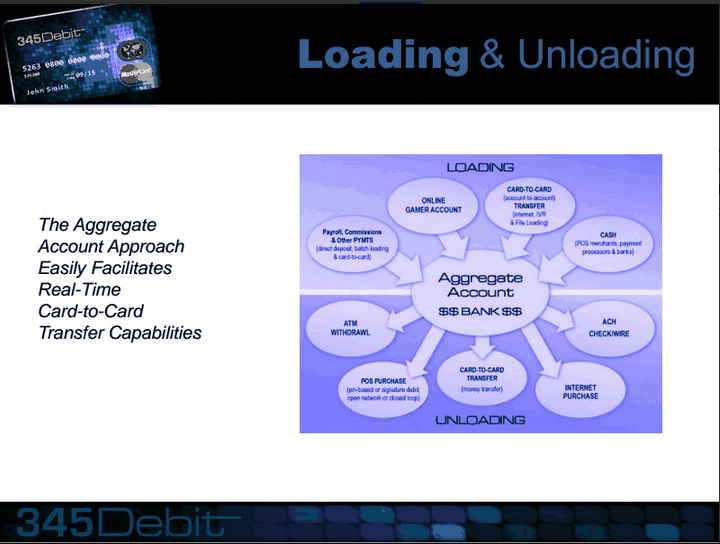 345Debit
5263 0800 0000 0000
09/15
John Smith
MasterCard
Loading & Unloading
The Aggregate
Account Approach
Easily Facilitates
Real-Time
Card-to-Card
Transfer Capabilities
LOADING
ONLINE
GAMER ACCOUNT
CARD-TO-CARD
(account-to-account)
TRANSFER
(internet, IVR
& File Loading)
Payroll, Commissions
& Other PYMTS
(direct deposit, batch loading
& card-to-card)
CASH
(POS merchants, payment
processors & banks)
Aggregate
Account
$$ BANK $$
ATM
WITHDRAWL
ACH
CHECK/WIRE
POS PURCHASE
(pin-based or signature debit,
open network or closed loop)
CARD-TO-CARD
TRANSFER
(money transfer)
INTERNET
PURCHASE
UNLOADING
345Debit